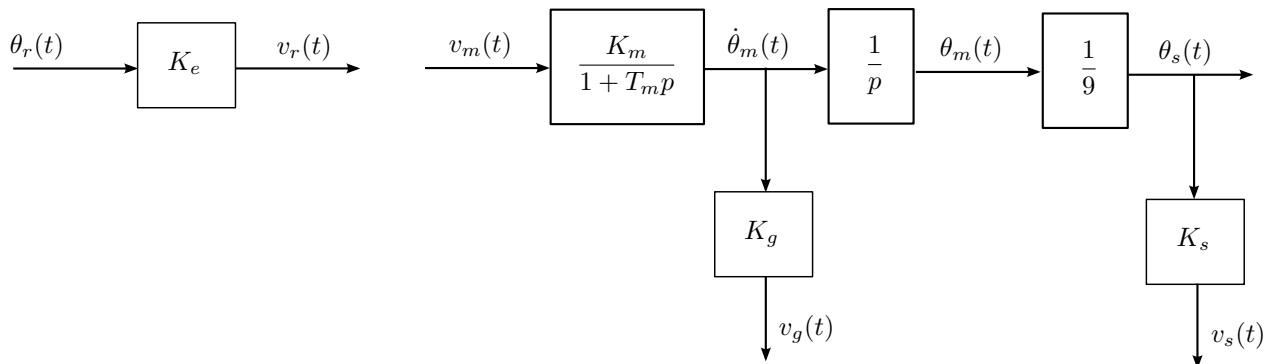 θ_r(t)
K_e
v_r(t)
v_m(t)
K_m
1 + T_m p
θ̇_m(t)
1
p
θ_m(t)
1
9
θ_s(t)
K_g
K_s
v_g(t)
v_s(t)